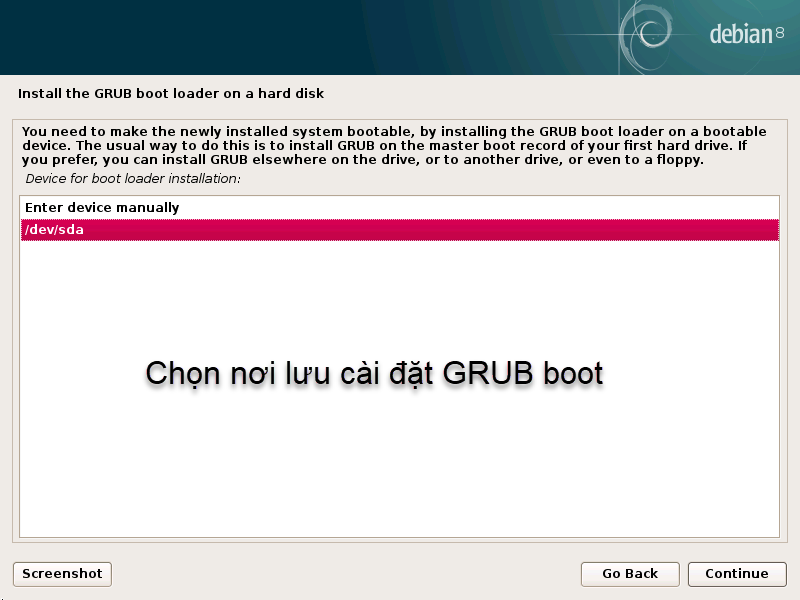 debian 8
Install the GRUB boot loader on a hard disk
You need to make the newly installed system bootable, by installing the GRUB boot loader on a bootable
device. The usual way to do this is to install GRUB on the master boot record of your first hard drive. If
you prefer, you can install GRUB elsewhere on the drive, or to another drive, or even to a floppy.
Device for boot loader installation:
Enter device manually
/dev/sda
Chọn nơi lưu cài đặt GRUB boot
Screenshot
Go Back
Continue